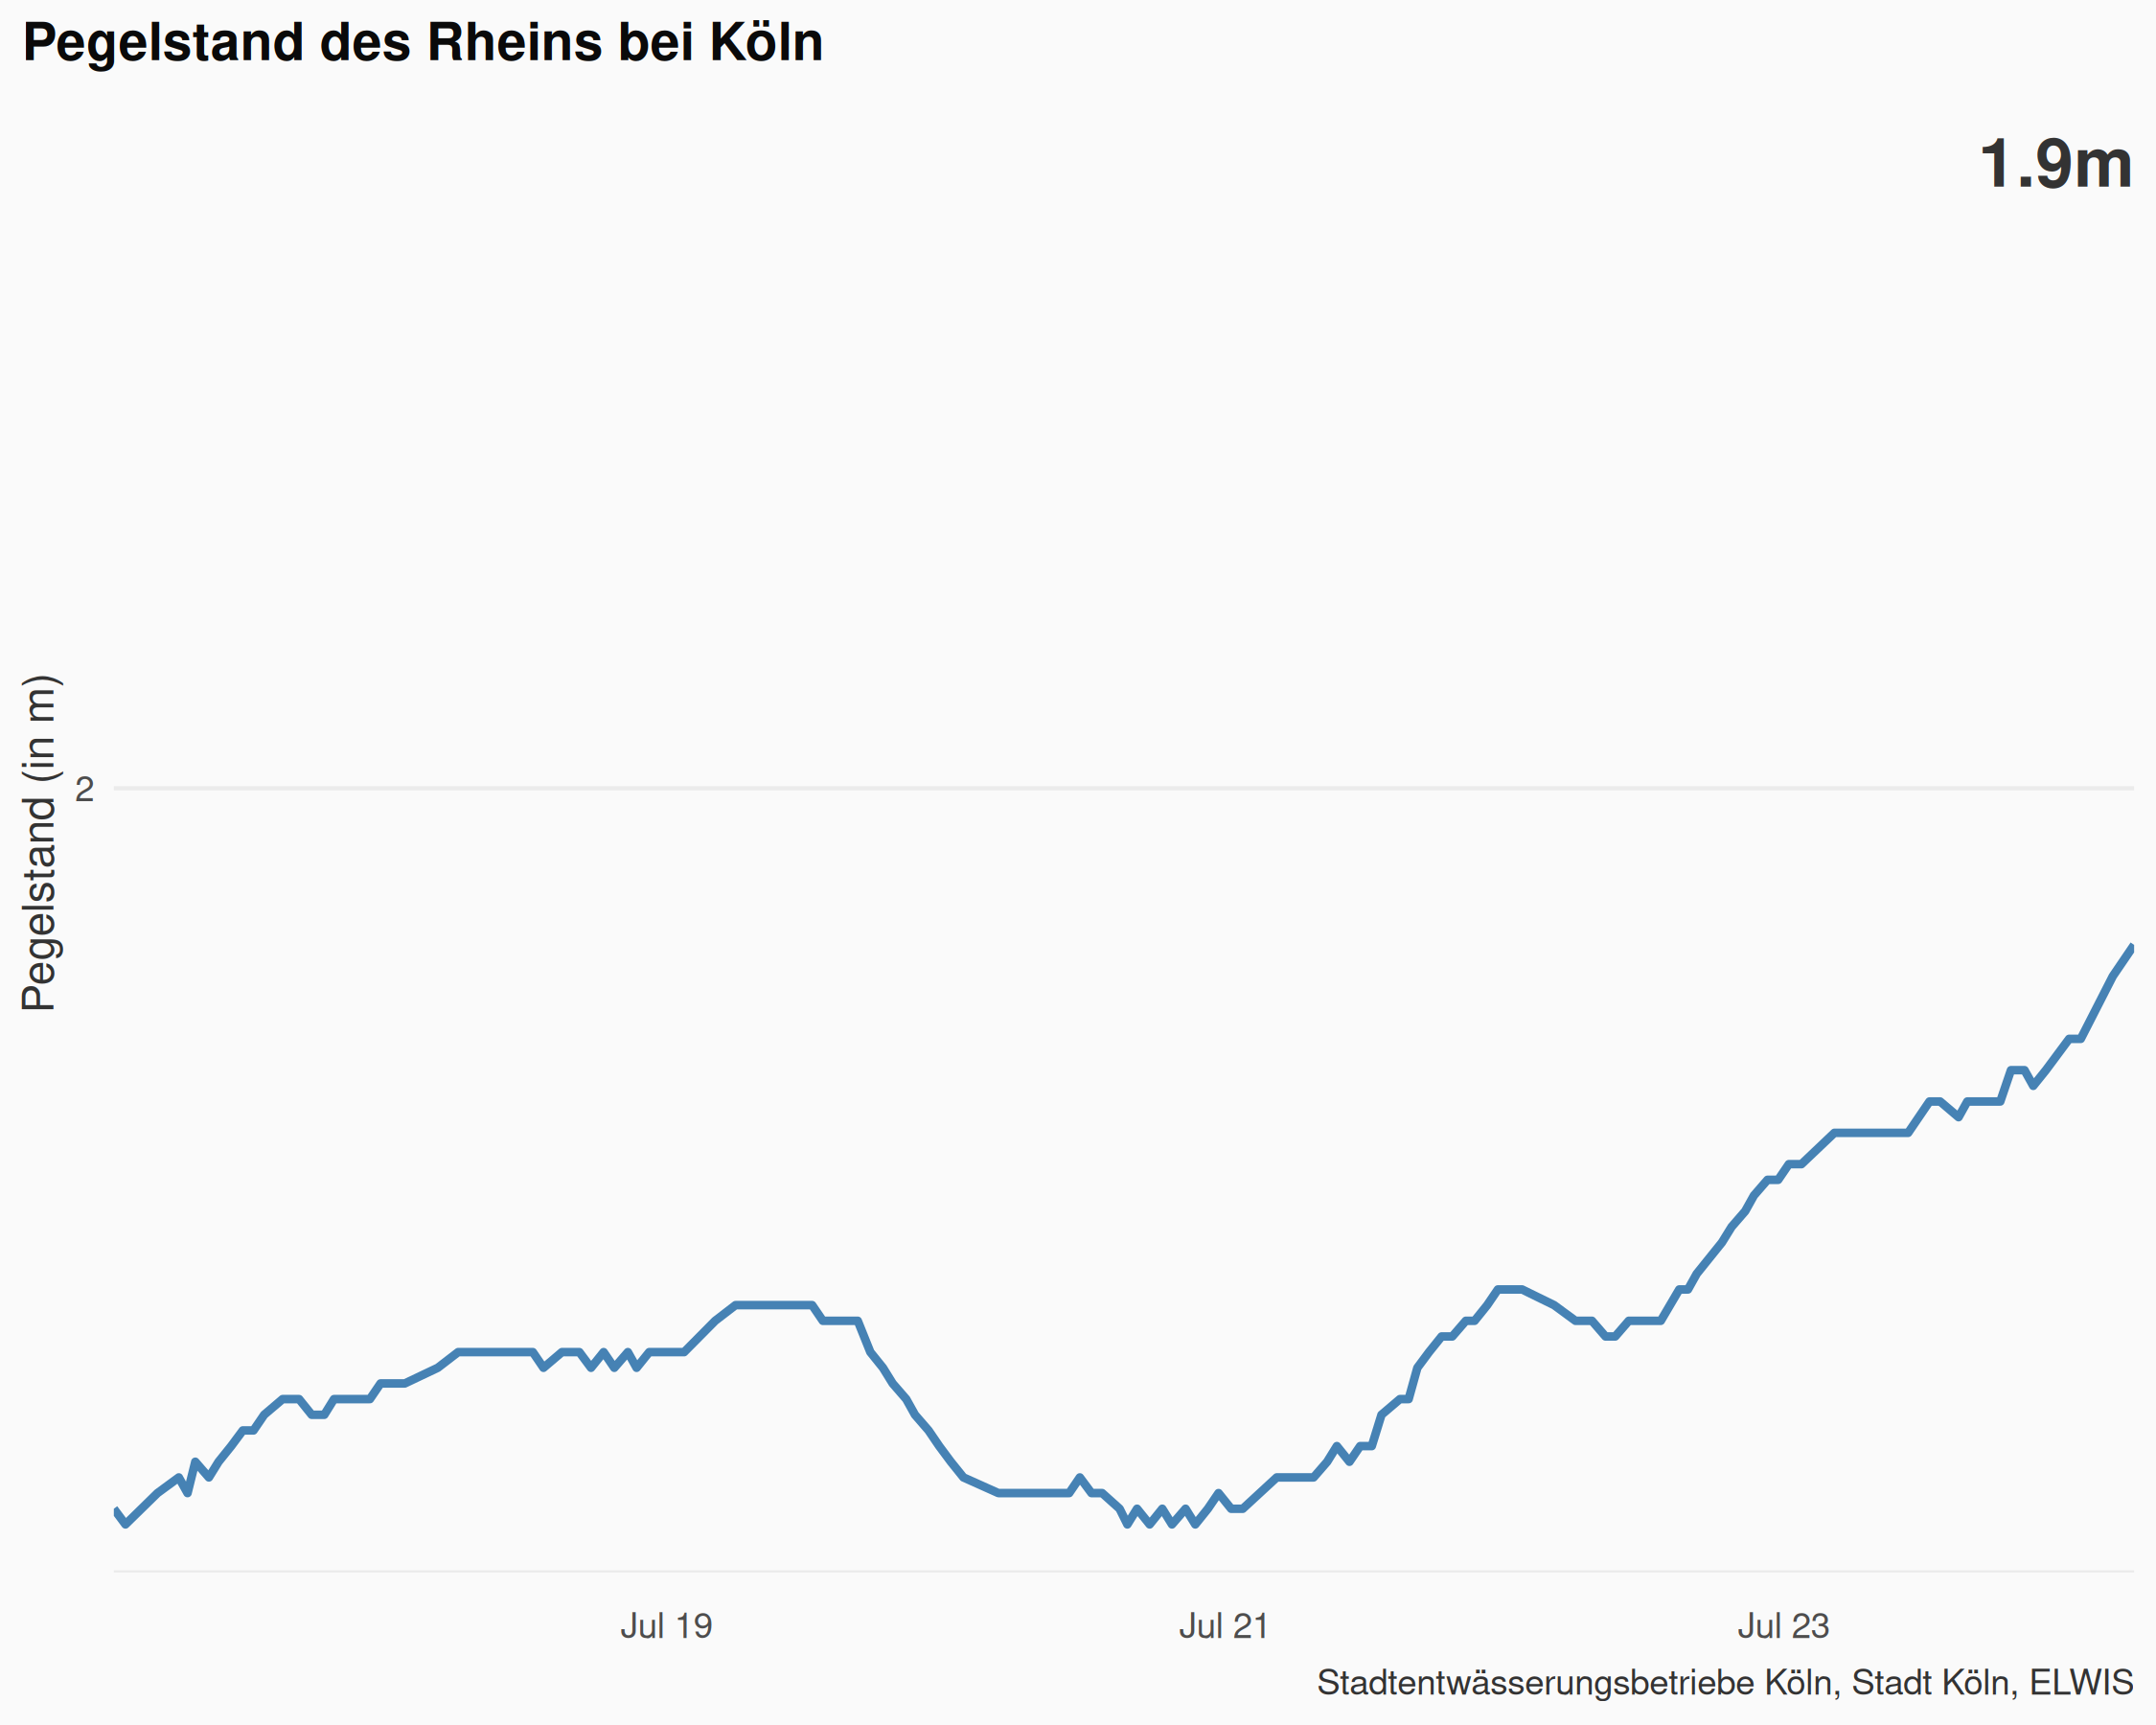 Pegelstand des Rheins bei Köln
1.9m
Pegelstand (in m)
2
Jul 19
Jul 21
Jul 23
Stadtentwässerungsbetriebe Köln, Stadt Köln, ELWIS